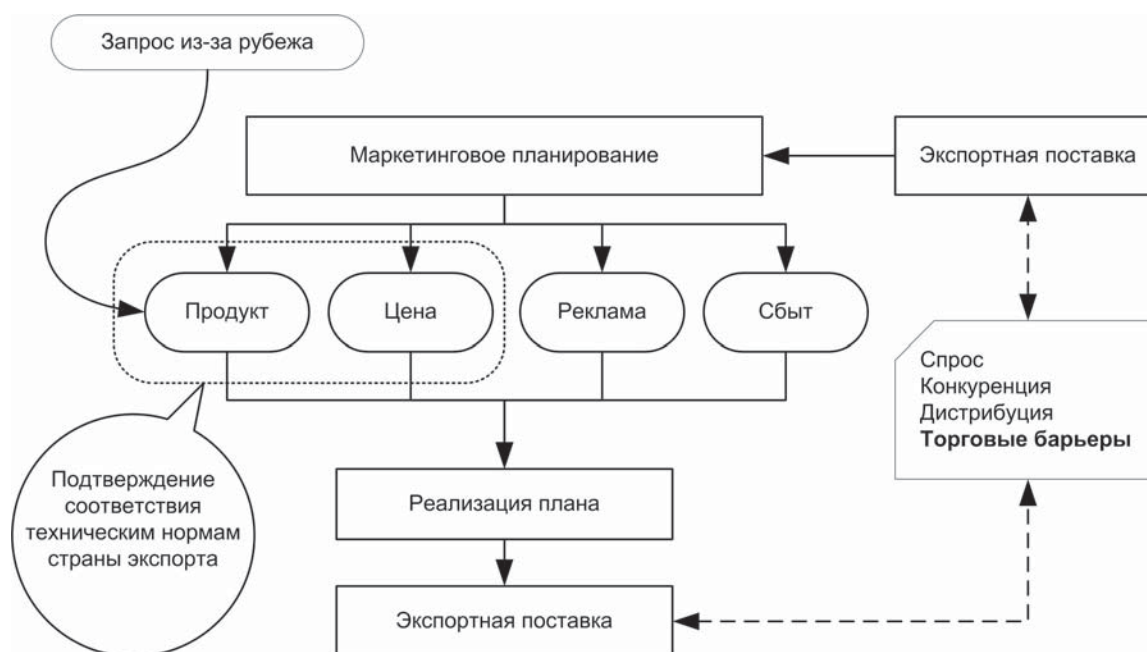 Запрос из-за рубежа
Маркетинговое планирование
Экспортная поставка
Продукт
Цена
Реклама
Сбыт
Спрос
Конкуренция
Дистрибуция
Торговые барьеры
Подтверждение
соответствия
техническим нормам
страны экспорта
Реализация плана
Экспортная поставка